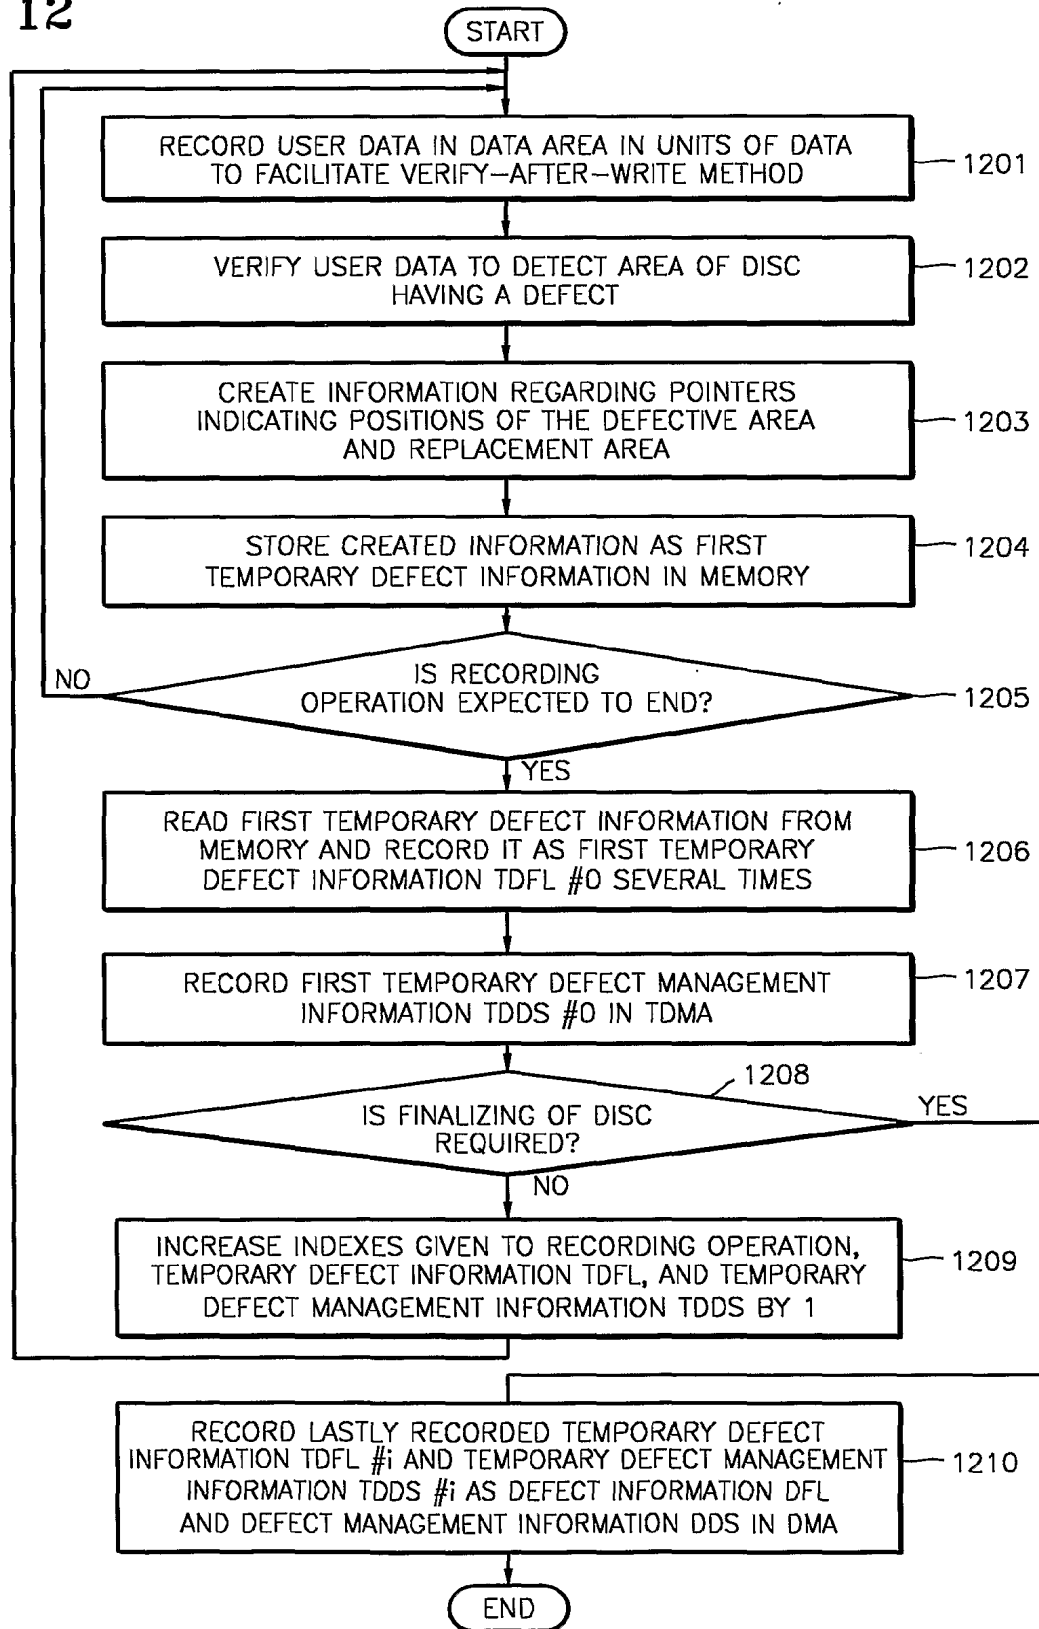 12
START
RECORD USER DATA IN DATA AREA IN UNITS OF DATA
TO FACILITATE VERIFY-AFTER-WRITE METHOD
1201
VERIFY USER DATA TO DETECT AREA OF DISC
HAVING A DEFECT
1202
CREATE INFORMATION REGARDING POINTERS
INDICATING POSITIONS OF THE DEFECTIVE AREA
AND REPLACEMENT AREA
1203
STORE CREATED INFORMATION AS FIRST
TEMPORARY DEFECT INFORMATION IN MEMORY
1204
IS RECORDING
OPERATION EXPECTED TO END?
1205
NO
YES
READ FIRST TEMPORARY DEFECT INFORMATION FROM
MEMORY AND RECORD IT AS FIRST TEMPORARY
DEFECT INFORMATION TDFL #0 SEVERAL TIMES
1206
RECORD FIRST TEMPORARY DEFECT MANAGEMENT
INFORMATION TDDS #0 IN TDMA
1207
1208
IS FINALIZING OF DISC
REQUIRED?
YES
NO
INCREASE INDEXES GIVEN TO RECORDING OPERATION,
TEMPORARY DEFECT INFORMATION TDFL, AND TEMPORARY
DEFECT MANAGEMENT INFORMATION TDDS BY 1
1209
RECORD LASTLY RECORDED TEMPORARY DEFECT
INFORMATION TDFL #i AND TEMPORARY DEFECT MANAGEMENT
INFORMATION TDDS #i AS DEFECT INFORMATION DFL
AND DEFECT MANAGEMENT INFORMATION DDS IN DMA
1210
END